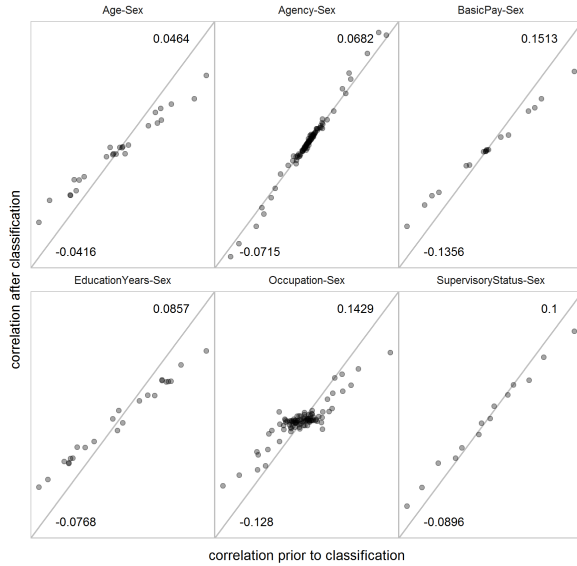 Age-Sex
Agency-Sex
BasicPay-Sex
0.0464
0.0682
0.1513
-0.0416
-0.0715
-0.1356
EducationYears-Sex
Occupation-Sex
SupervisoryStatus-Sex
0.0857
0.1429
0.1
-0.0768
-0.128
-0.0896
correlation after classification
correlation prior to classification